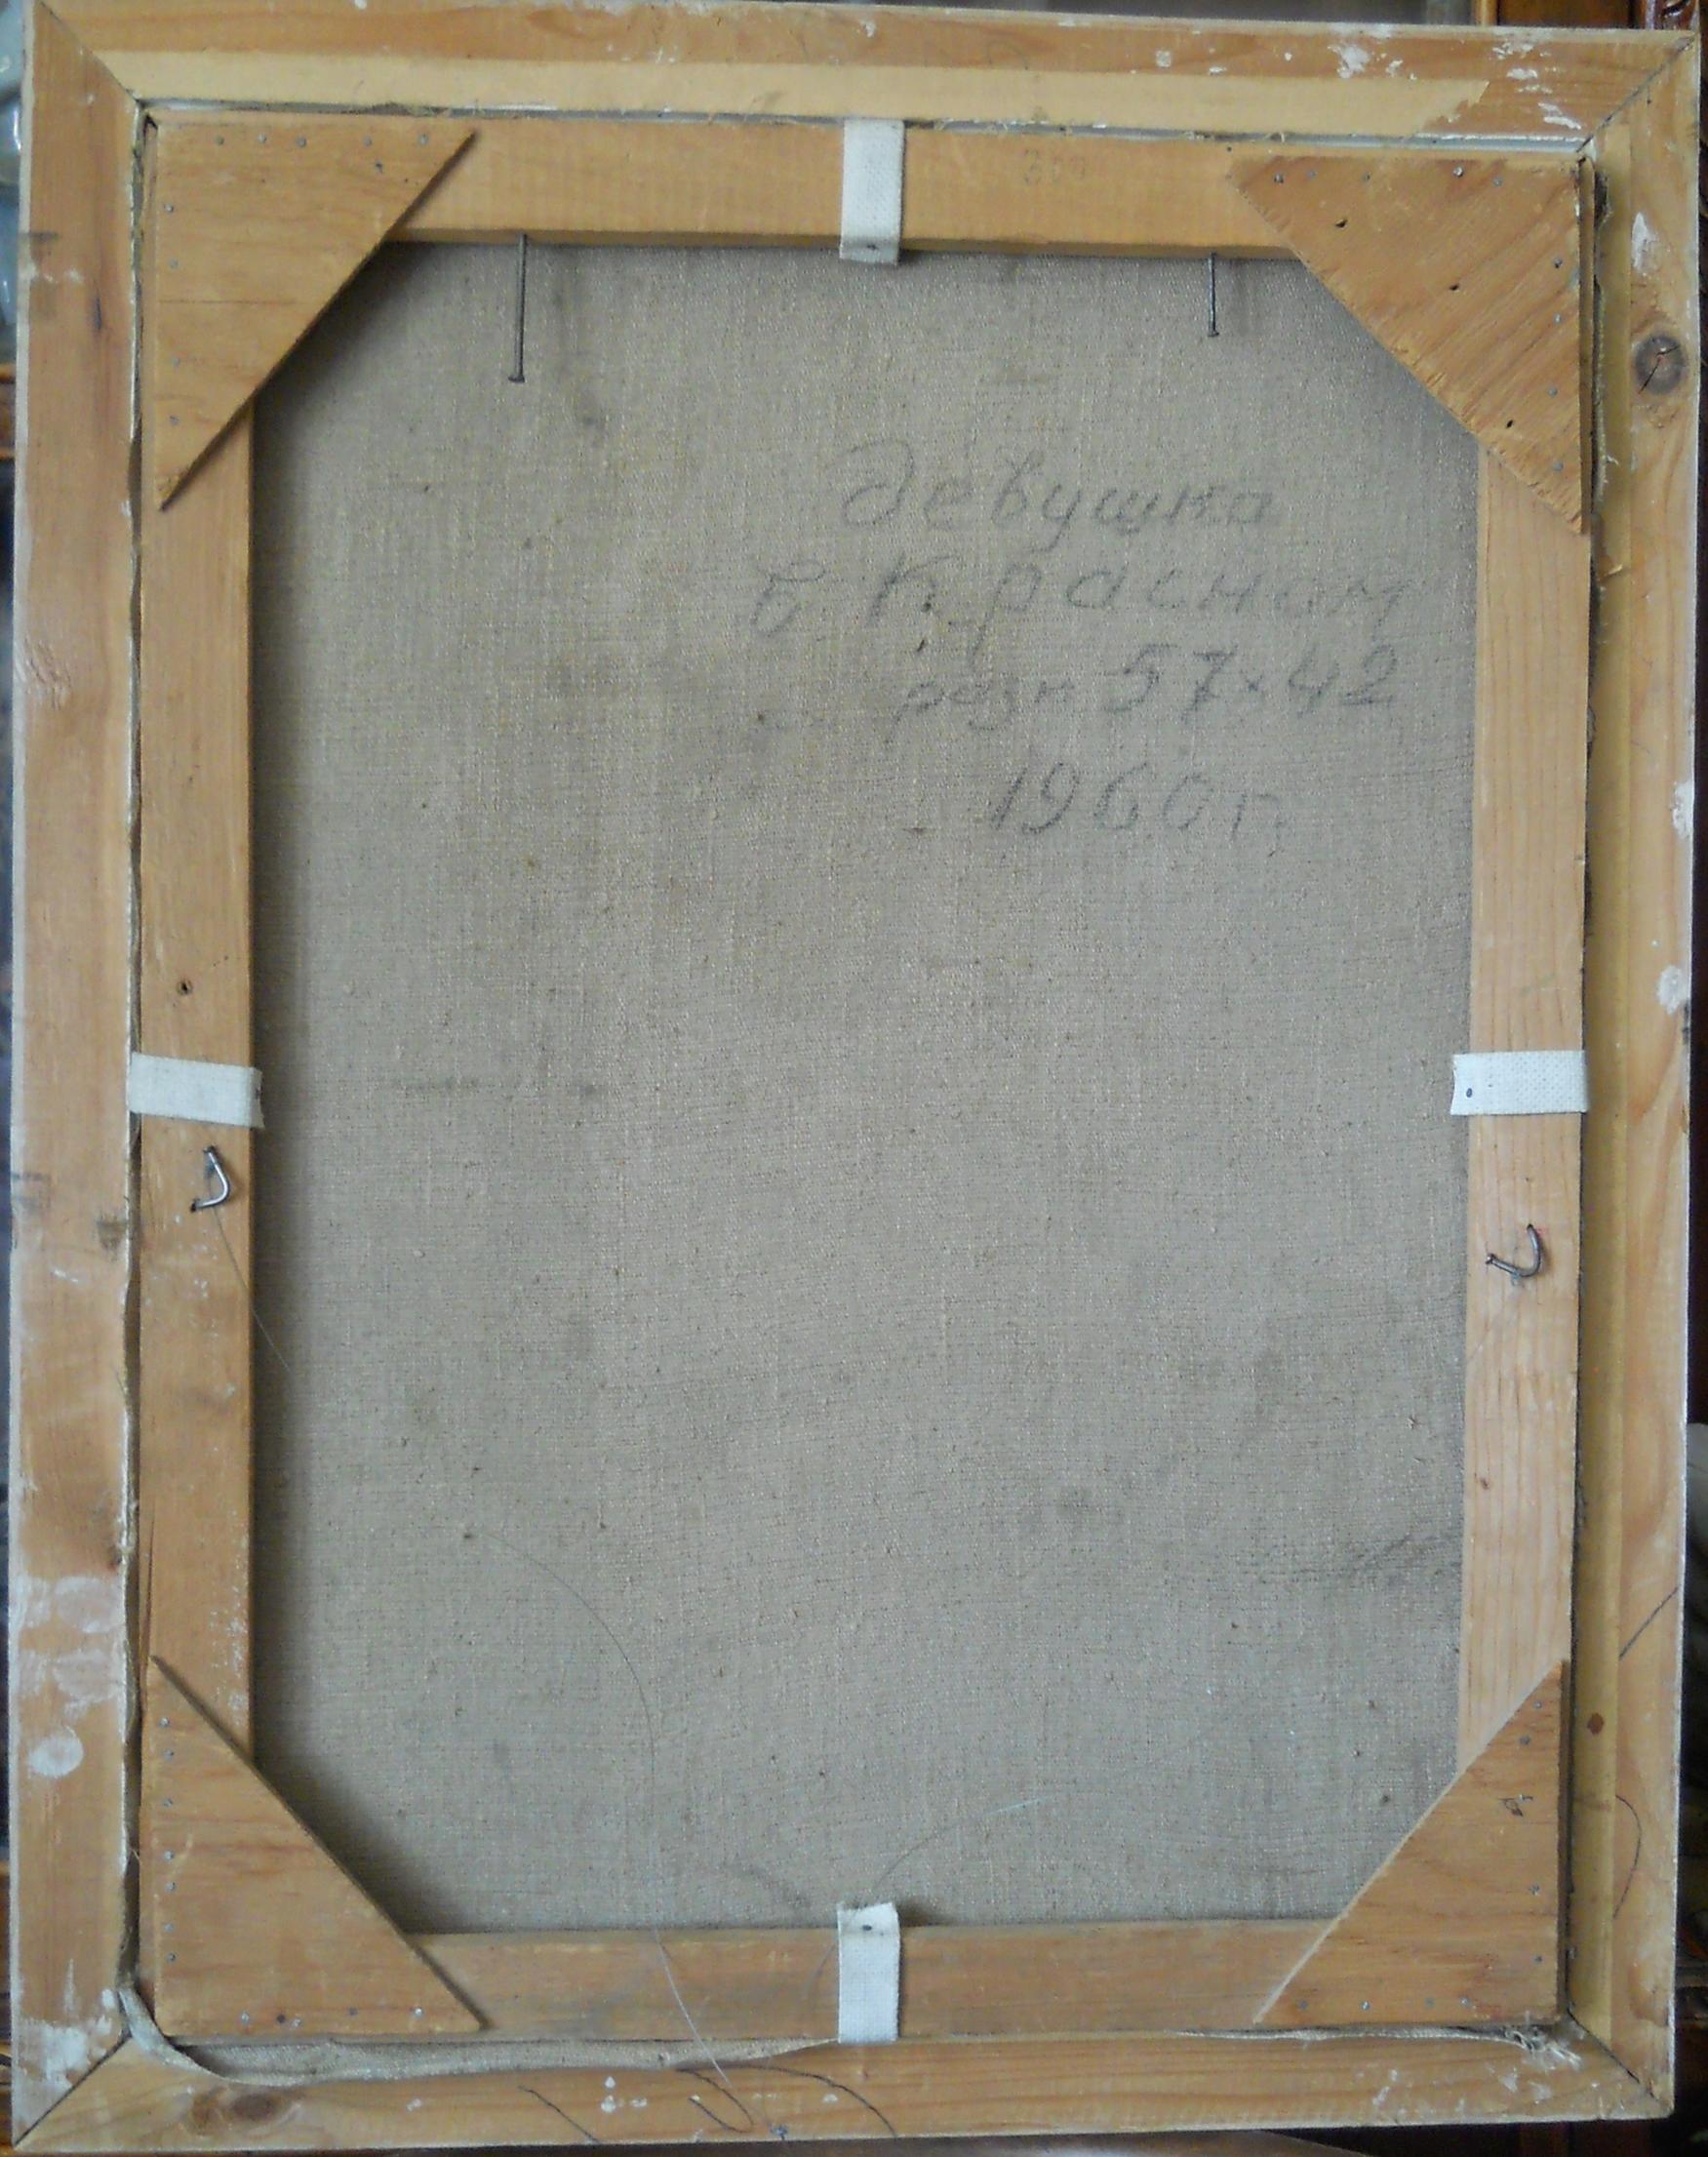 Девушка
в Красном
разм 57×42
1960г.